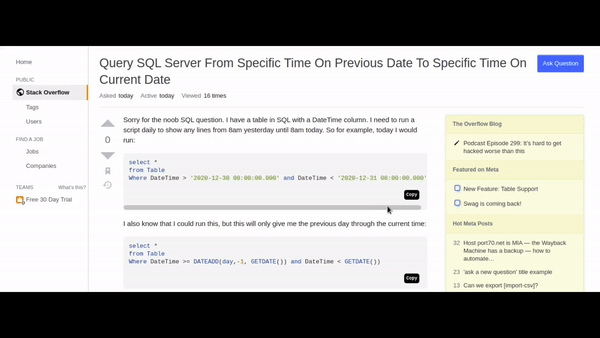 Home
PUBLIC
Stack Overflow
Tags
Users
FIND A JOB
Jobs
Companies
TEAMS What's this?
Free 30 Day Trial
Query SQL Server From Specific Time On Previous Date To Specific Time On
Current Date
Ask Question
Asked today Active today Viewed 16 times
0
Sorry for the noob SQL question. I have a table in SQL with a DateTime column. I need to run a
script daily to show any lines from 8am yesterday until 8am today. So for example, today I would
run:
select *
from Table
Where DateTime > '2020-12-30 08:00:00.000' and DateTime < '2020-12-31 08:00:00.000'
Copy
I also know that I could run this, but this will only give me the previous day through the current time:
select *
from Table
Where DateTime >= DATEADD(day,-1, GETDATE()) and DateTime < GETDATE())
Copy
The Overflow Blog
Podcast Episode 299: It's hard to get
hacked worse than this
Featured on Meta
New Feature: Table Support
Swag is coming back!
Hot Meta Posts
32 Host port70.net is MIA — the Wayback
Machine has a backup — how to
automate…
23 'ask a new question' title example
13 Can we export [import-csv]?